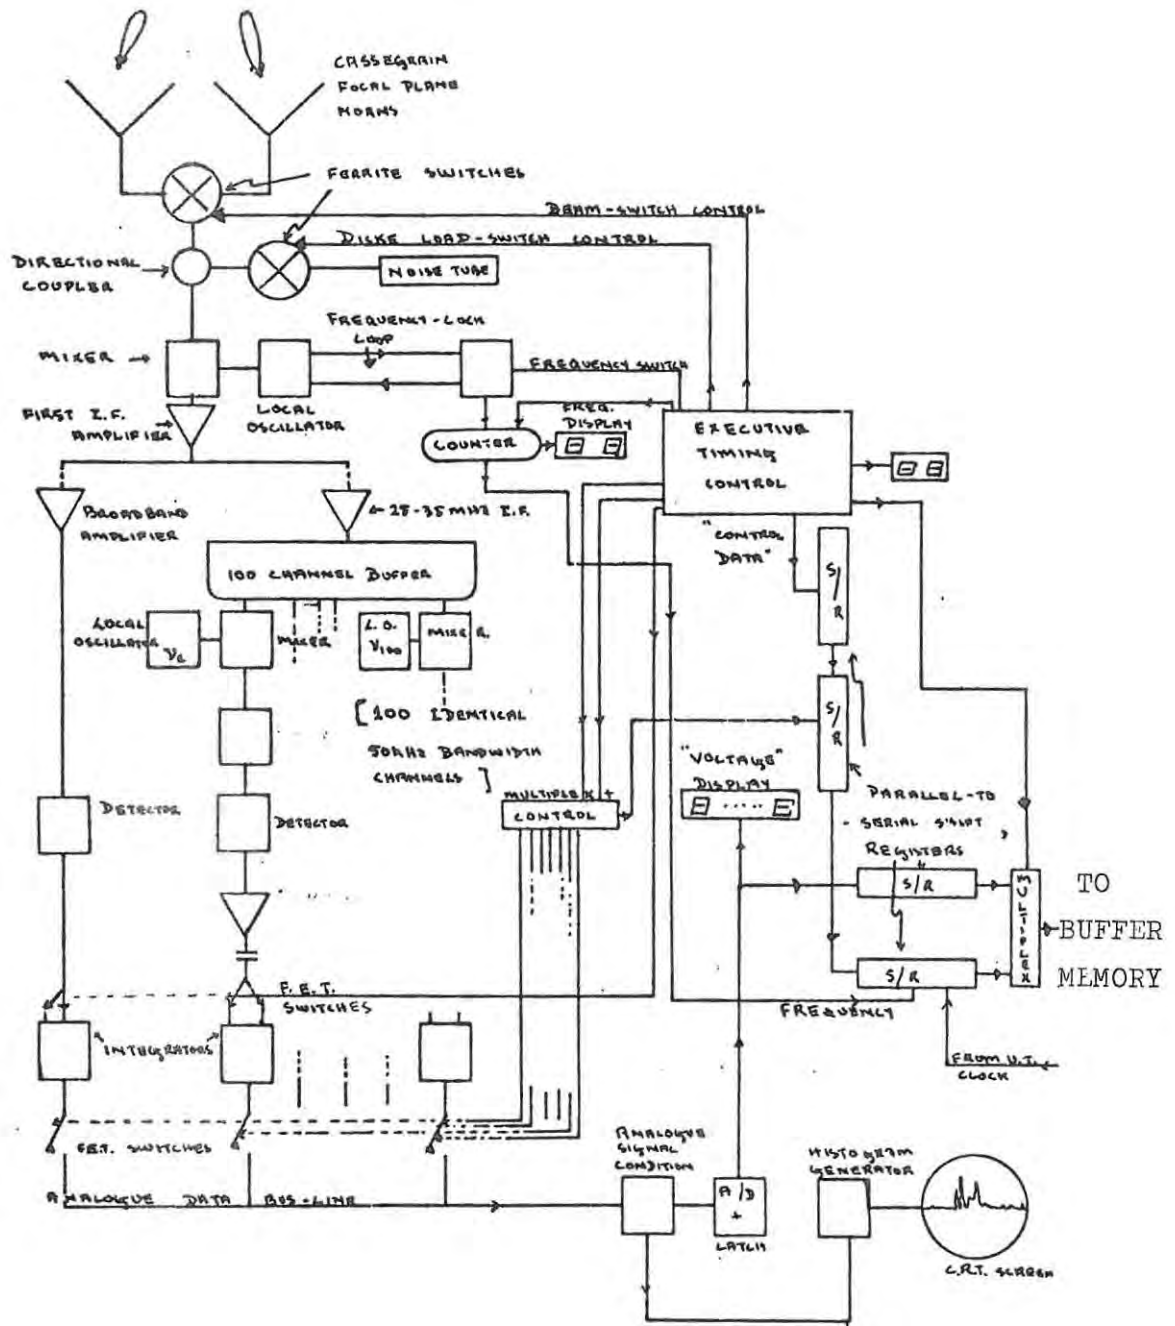 CASSEGRAIN
FOCAL PLANE
HORNS
FERRITE SWITCHES
BEAM-SWITCH CONTROL
DICKE LOAD-SWITCH CONTROL
DIRECTIONAL
COUPLER
NOISE TUBE
FREQUENCY-LOCK
LOOP
MIXER
FREQUENCY SWITCH
LOCAL
OSCILLATOR
FIRST I.F.
AMPLIFIER
COUNTER
FREQ.
DISPLAY
EXECUTIVE
TIMING
CONTROL
BROADBAND
AMPLIFIER
25-35 MHZ I.F.
"CONTROL
DATA"
100 CHANNEL BUFFER
S/R
LOCAL
OSCILLATOR
MIXER
L.O.
ν100
MIXER
[100 IDENTICAL
50KHZ BANDWIDTH
CHANNELS]
S/R
"VOLTAGE"
DISPLAY
MULTIPLEX +
CONTROL
DETECTOR
DETECTOR
PARALLEL-TO
-SERIAL SHIFT
REGISTERS
S/R
MULTIPLEX
TO
BUFFER
MEMORY
S/R
F.E.T.
SWITCHES
FREQUENCY
INTEGRATORS
FROM U.T.
CLOCK
F.E.T. SWITCHES
ANALOGUE
SIGNAL
CONDITION
HISTOGRAM
GENERATOR
ANALOGUE DATA BUS-LINE
A/D
+
LATCH
C.R.T. SCREEN